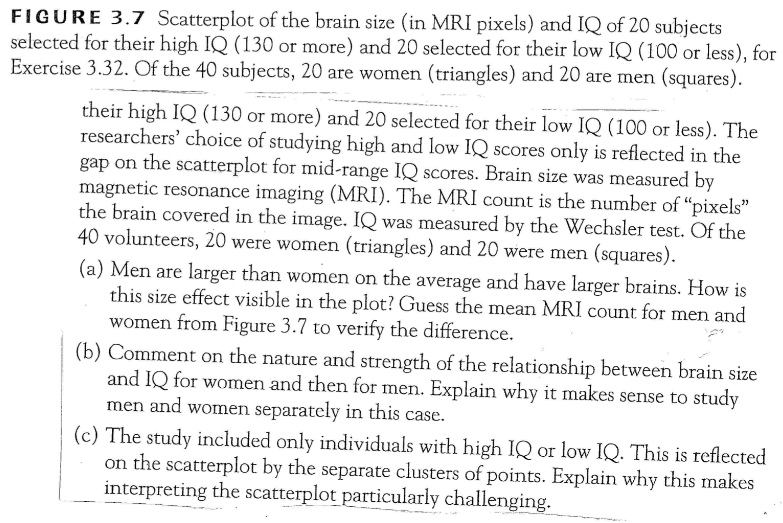 FIGURE 3.7 Scatterplot of the brain size (in MRI pixels) and IQ of 20 subjects
selected for their high IQ (130 or more) and 20 selected for their low IQ (100 or less), for
Exercise 3.32. Of the 40 subjects, 20 are women (triangles) and 20 are men (squares).
their high IQ (130 or more) and 20 selected for their low IQ (100 or less). The
researchers' choice of studying high and low IQ scores only is reflected in the
gap on the scatterplot for mid-range IQ scores. Brain size was measured by
magnetic resonance imaging (MRI). The MRI count is the number of "pixels"
the brain covered in the image. IQ was measured by the Wechsler test. Of the
40 volunteers, 20 were women (triangles) and 20 were men (squares).
(a) Men are larger than women on the average and have larger brains. How is
this size effect visible in the plot? Guess the mean MRI count for men and
women from Figure 3.7 to verify the difference.
(b) Comment on the nature and strength of the relationship between brain size
and IQ for women and then for men. Explain why it makes sense to study
men and women separately in this case.
(c) The study included only individuals with high IQ or low IQ. This is reflected
on the scatterplot by the separate clusters of points. Explain why this makes
interpreting the scatterplot particularly challenging.